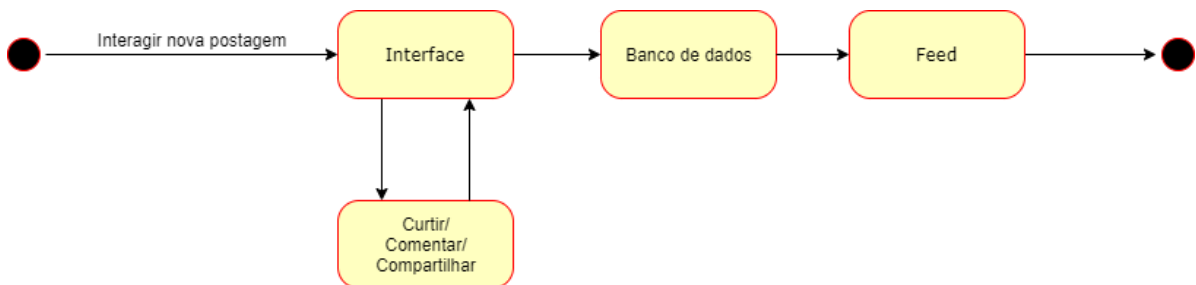 Interagir nova postagem
Interface
Banco de dados
Feed
Curtir/
Comentar/
Compartilhar